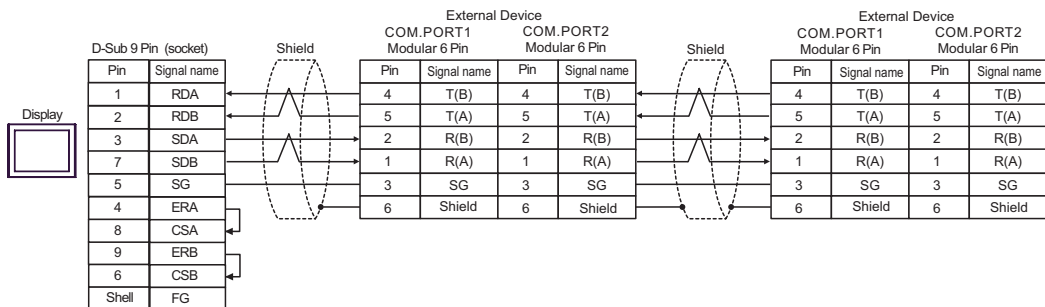 External Device
COM.PORT1 COM.PORT2
Modular 6 Pin Modular 6 Pin
External Device
COM.PORT1 COM.PORT2
Modular 6 Pin Modular 6 Pin
D-Sub 9 Pin (socket) Shield Shield
Pin Signal name Pin Signal name Pin Signal name Pin Signal name Pin Signal name
1 RDA 4 T(B) 4 T(B) 4 T(B) 4 T(B)
Display
2 RDB 5 T(A) 5 T(A) 5 T(A) 5 T(A)
3 SDA 2 R(B) 2 R(B) 2 R(B) 2 R(B)
7 SDB 1 R(A) 1 R(A) 1 R(A) 1 R(A)
5 SG 3 SG 3 SG 3 SG 3 SG
4 ERA 6 Shield 6 Shield 6 Shield 6 Shield
8 CSA
9 ERB
6 CSB
Shell FG